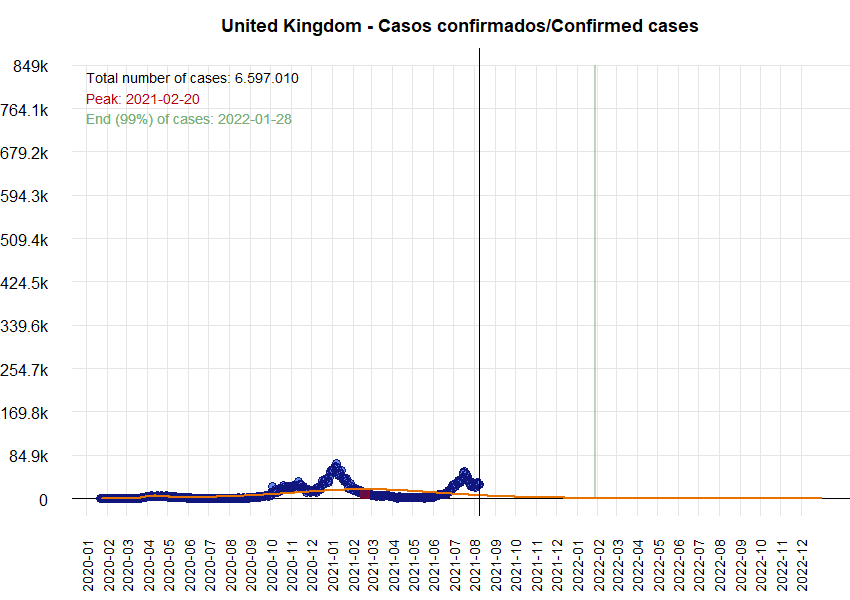 United Kingdom - Casos confirmados/Confirmed cases
849k
Total number of cases: 6.597.010
Peak: 2021-02-20
764.1k
End (99%) of cases: 2022-01-28
679.2k
594.3k
509.4k
424.5k
339.6k
254.7k
169.8k
84.9k
0
2020-01
2020-02
2020-03
2020-04
2020-05
2020-06
2020-07
2020-08
2020-09
2020-10
2020-11
2020-12
2021-01
2021-02
2021-03
2021-04
2021-05
2021-06
2021-07
2021-08
2021-09
2021-10
2021-11
2021-12
2022-01
2022-02
2022-03
2022-04
2022-05
2022-06
2022-07
2022-08
2022-09
2022-10
2022-11
2022-12